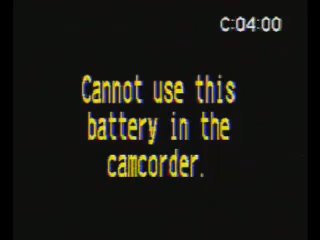 C:04:00
Cannot use this
battery in the
camcorder.